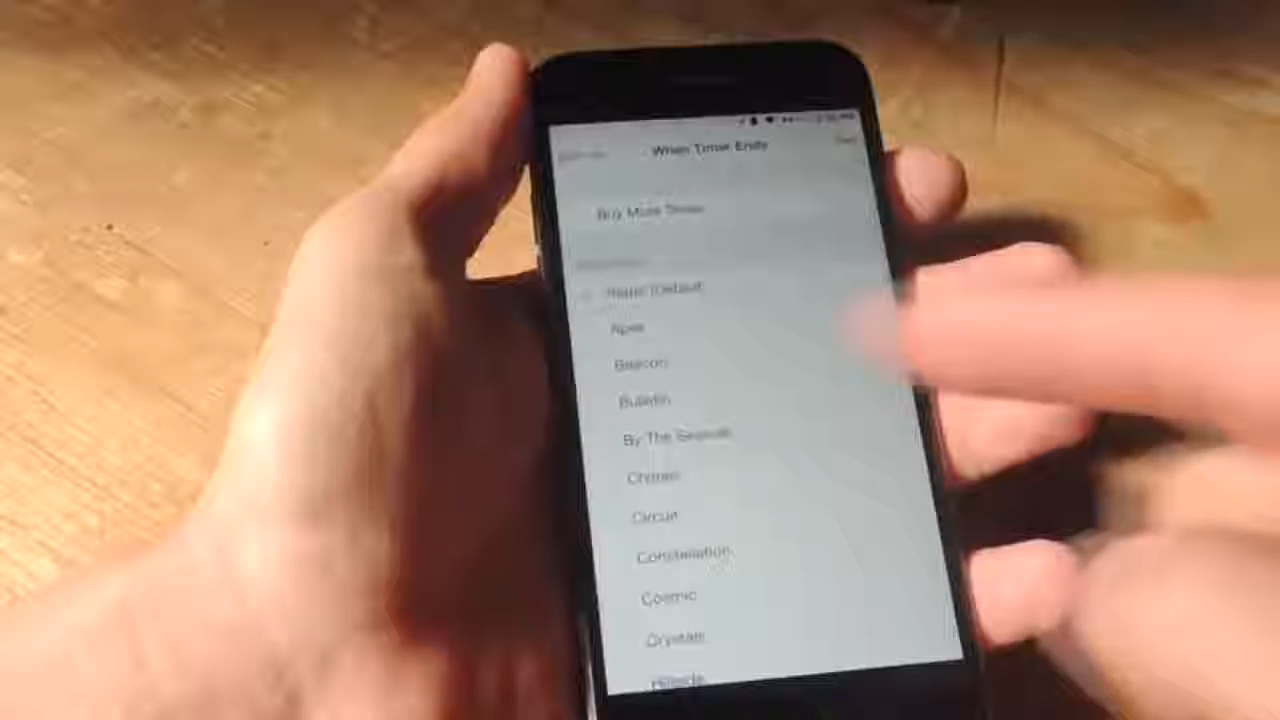 When Timer Ends
Buy More Tones
Radar (Default)
Apex
Beacon
Bulletin
By The Seaside
Chimes
Circuit
Constellation
Cosmic
Crystals
Hillside